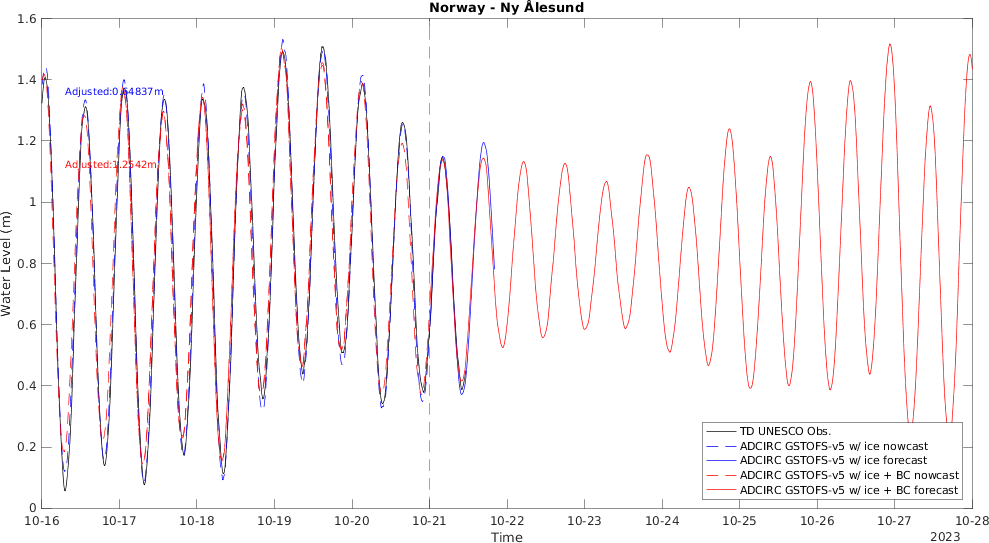 Norway - Ny Ålesund
1.6
1.4
1.2
1
0.8
0.6
0.4
0.2
0
Water Level (m)
Adjusted:0.64837m
Adjusted:1.2542m
TD UNESCO Obs.
ADCIRC GSTOFS-v5 w/ ice nowcast
ADCIRC GSTOFS-v5 w/ ice forecast
ADCIRC GSTOFS-v5 w/ ice + BC nowcast
ADCIRC GSTOFS-v5 w/ ice + BC forecast
10-16 10-17 10-18 10-19 10-20 10-21 10-22 10-23 10-24 10-25 10-26 10-27 10-28
Time
2023